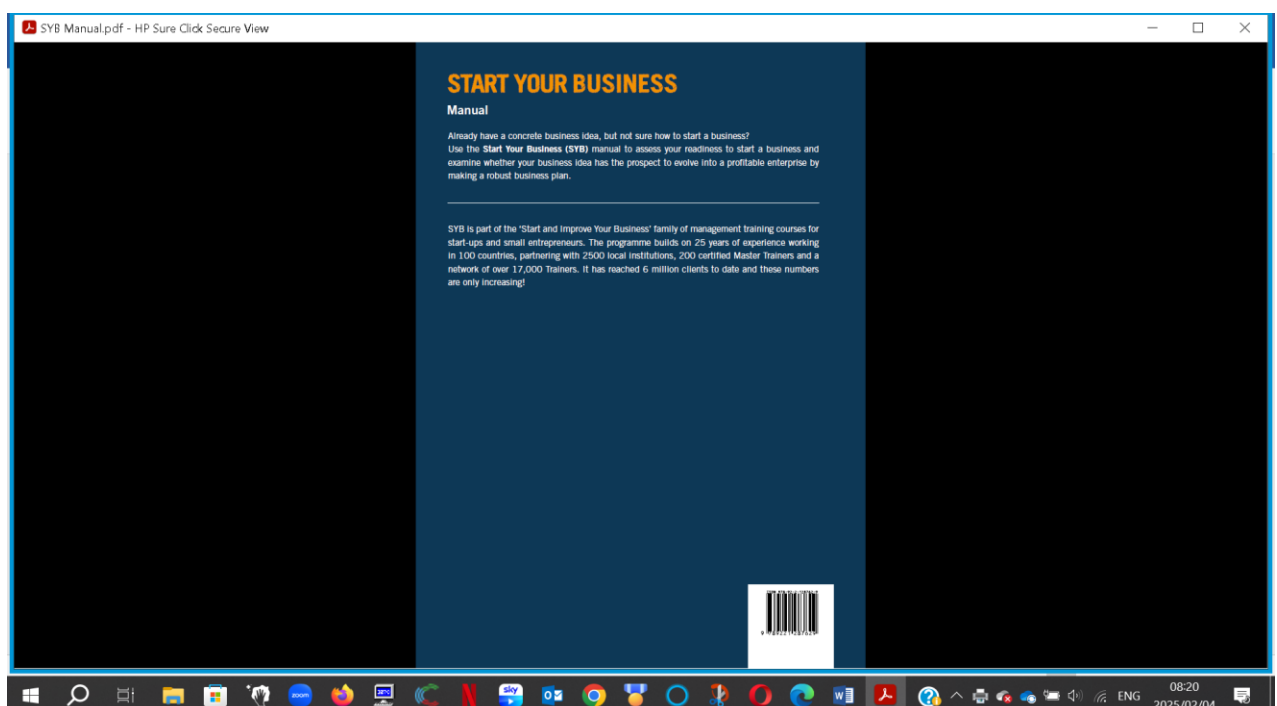 SYB Manual.pdf - HP Sure Click Secure View
START YOUR BUSINESS
Manual
Already have a concrete business idea, but not sure how to start a business?
Use the Start Your Business (SYB) manual to assess your readiness to start a business and
examine whether your business idea has the prospect to evolve into a profitable enterprise by
making a robust business plan.
SYB is part of the 'Start and Improve Your Business' family of management training courses for
start-ups and small entrepreneurs. The programme builds on 25 years of experience working
in 100 countries, partnering with 2500 local institutions, 200 certified Master Trainers and a
network of over 17,000 Trainers. It has reached 6 million clients to date and these numbers
are only increasing!
zoom
sky
ENG
08:20
2025/02/04